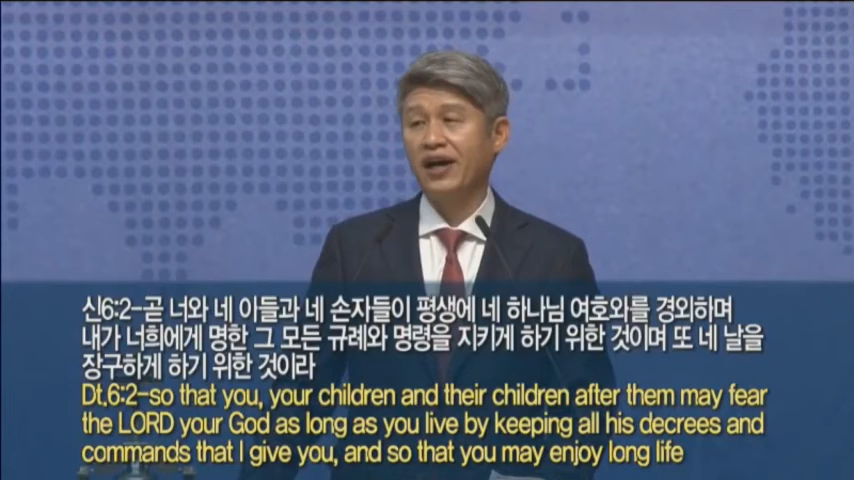 신6:2-곧 너와 네 아들과 네 손자들이 평생에 네 하나님 여호와를 경외하며
내가 너희에게 명한 그 모든 규례와 명령을 지키게 하기 위한 것이며 또 네 날을
장구하게 하기 위한 것이라
Dt.6:2-so that you, your children and their children after them may fear
the LORD your God as long as you live by keeping all his decrees and
commands that I give you, and so that you may enjoy long life